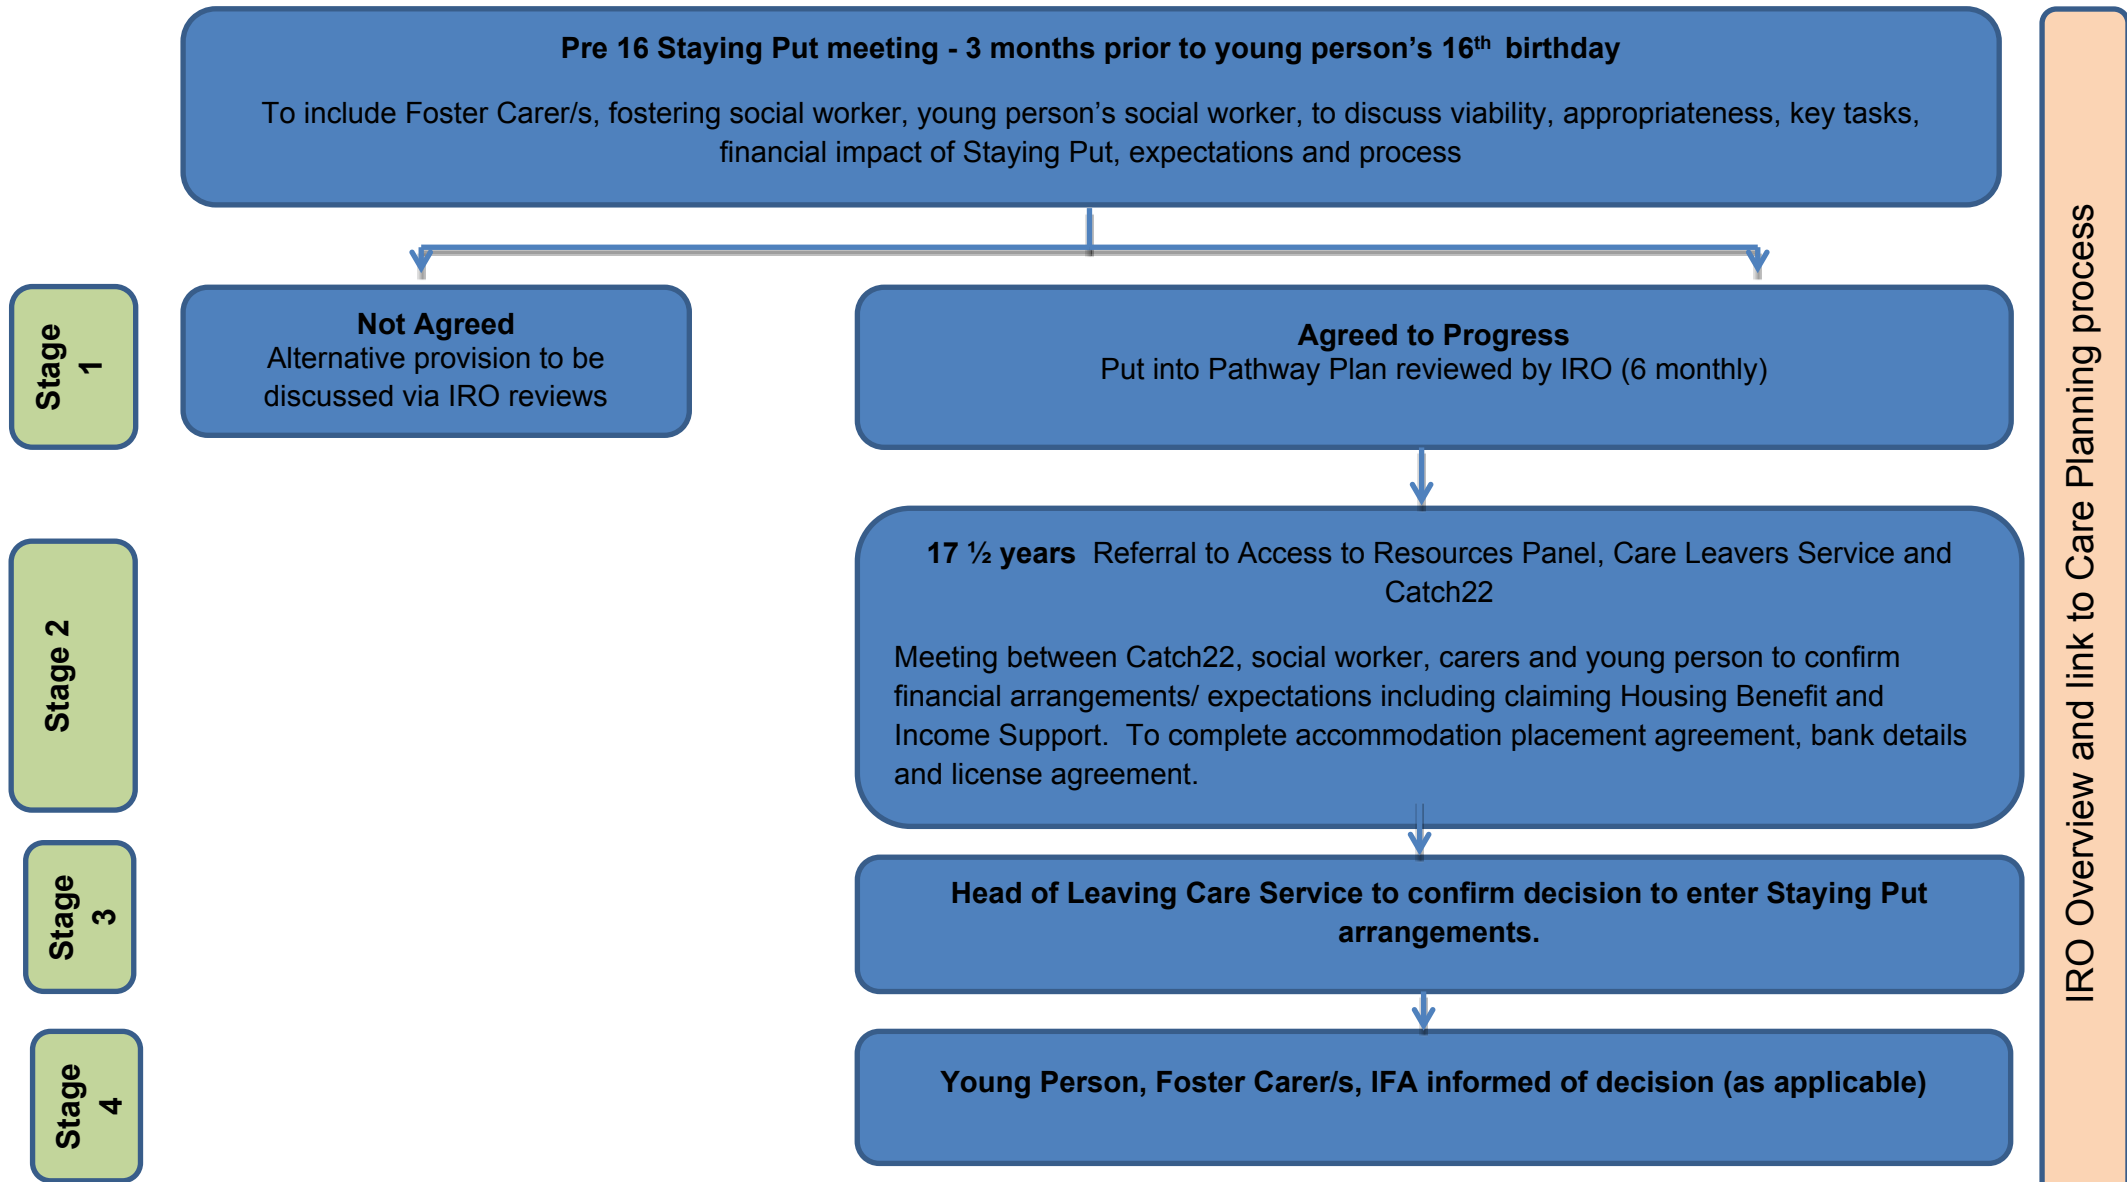 Pre 16 Staying Put meeting - 3 months prior to young person's 16th birthday
To include Foster Carer/s, fostering social worker, young person's social worker, to discuss viability, appropriateness, key tasks,
financial impact of Staying Put, expectations and process
Stage
1
Not Agreed
Alternative provision to be
discussed via IRO reviews
Agreed to Progress
Put into Pathway Plan reviewed by IRO (6 monthly)
Stage 2
17 ½ years Referral to Access to Resources Panel, Care Leavers Service and
Catch22
Meeting between Catch22, social worker, carers and young person to confirm
financial arrangements/ expectations including claiming Housing Benefit and
Income Support. To complete accommodation placement agreement, bank details
and license agreement.
Stage
3
Head of Leaving Care Service to confirm decision to enter Staying Put
arrangements.
Stage
4
Young Person, Foster Carer/s, IFA informed of decision (as applicable)
IRO Overview and link to Care Planning process